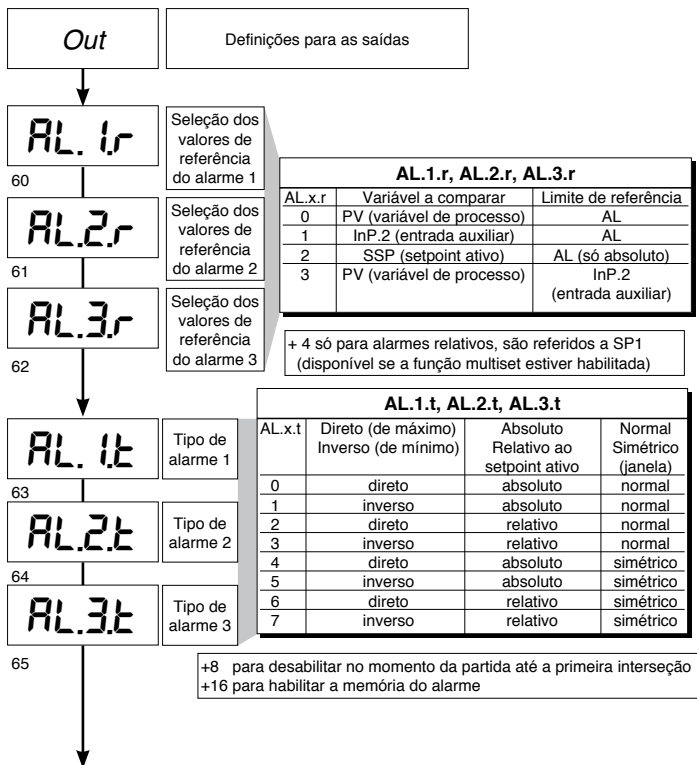 Out
Definições para as saídas
AL. 1.r
60
Seleção dos
valores de
referência
do alarme 1
AL.2.r
61
Seleção dos
valores de
referência
do alarme 2
AL.3.r
62
Seleção dos
valores de
referência
do alarme 3
AL.1.r, AL.2.r, AL.3.r
AL.x.r Variável a comparar Limite de referência
0 PV (variável de processo) AL
1 InP.2 (entrada auxiliar) AL
2 SSP (setpoint ativo) AL (só absoluto)
3 PV (variável de processo) InP.2
(entrada auxiliar)
+ 4 só para alarmes relativos, são referidos a SP1
(disponível se a função multiset estiver habilitada)
AL. 1.t
63
Tipo de
alarme 1
AL.2.t
64
Tipo de
alarme 2
AL.3.t
65
Tipo de
alarme 3
AL.1.t, AL.2.t, AL.3.t
AL.x.t Direto (de máximo) Absoluto Normal
Inverso (de mínimo) Relativo ao Simétrico
setpoint ativo (janela)
0 direto absoluto normal
1 inverso absoluto normal
2 direto relativo normal
3 inverso relativo normal
4 direto absoluto simétrico
5 inverso absoluto simétrico
6 direto relativo simétrico
7 inverso relativo simétrico
+8 para desabilitar no momento da partida até a primeira interseção
+16 para habilitar a memória do alarme